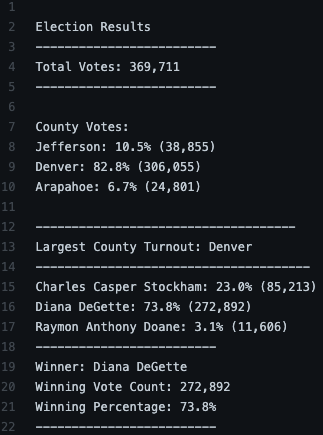 1
2 Election Results
3 -------------------------
4 Total Votes: 369,711
5 -------------------------
6
7 County Votes:
8 Jefferson: 10.5% (38,855)
9 Denver: 82.8% (306,055)
10 Arapahoe: 6.7% (24,801)
11
12 ------------------------------------
13 Largest County Turnout: Denver
14 --------------------------------------
15 Charles Casper Stockham: 23.0% (85,213)
16 Diana DeGette: 73.8% (272,892)
17 Raymon Anthony Doane: 3.1% (11,606)
18 -------------------------
19 Winner: Diana DeGette
20 Winning Vote Count: 272,892
21 Winning Percentage: 73.8%
22 -------------------------